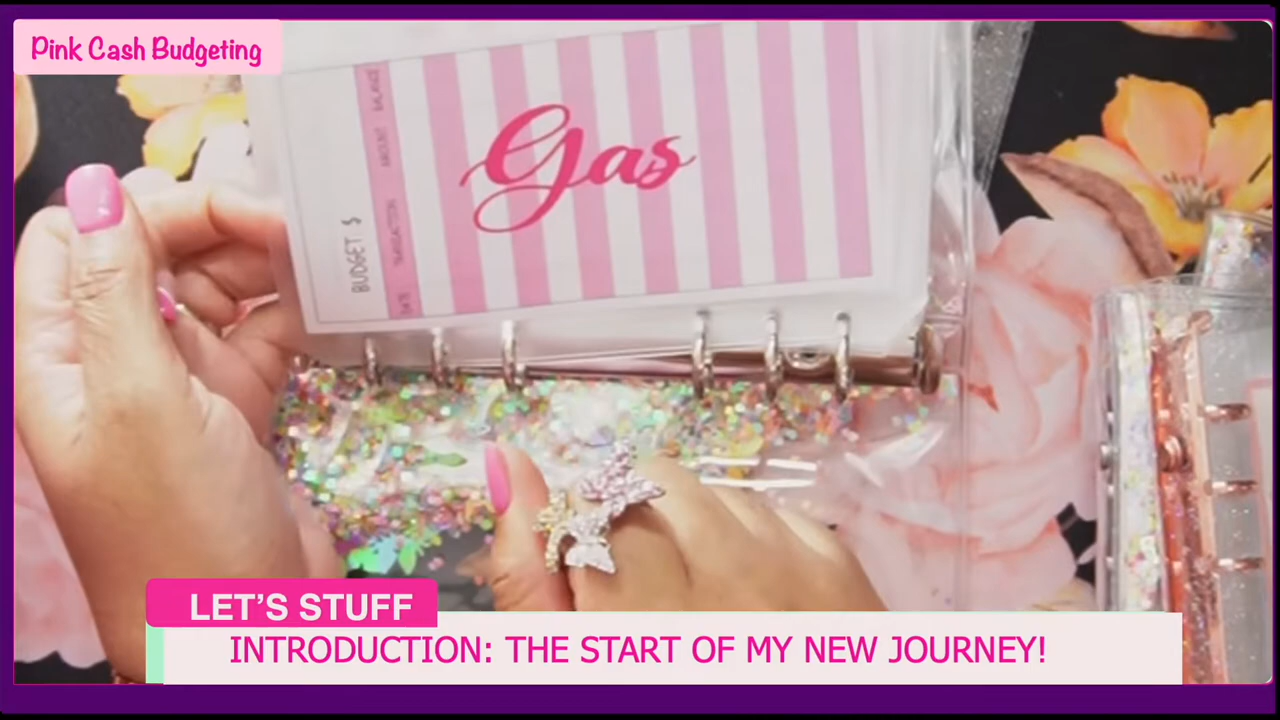 Pink Cash Budgeting
Gas
BUDGET $
DATE TRANSACTION AMOUNT BALANCE
LET'S STUFF
INTRODUCTION: THE START OF MY NEW JOURNEY!